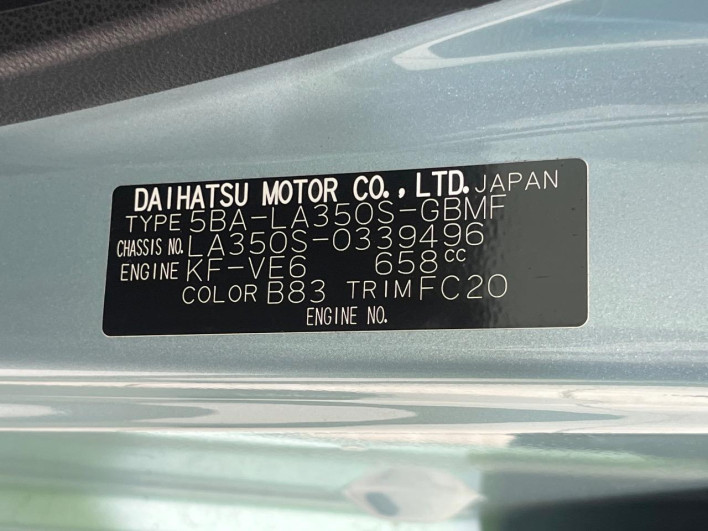 DAIHATSU MOTOR CO., LTD. JAPAN
TYPE 5BA-LA350S-GBMF
CHASSIS NO. LA350S-0339496
ENGINE KF-VE6 658cc
COLOR B83 TRIM FC20
ENGINE NO.